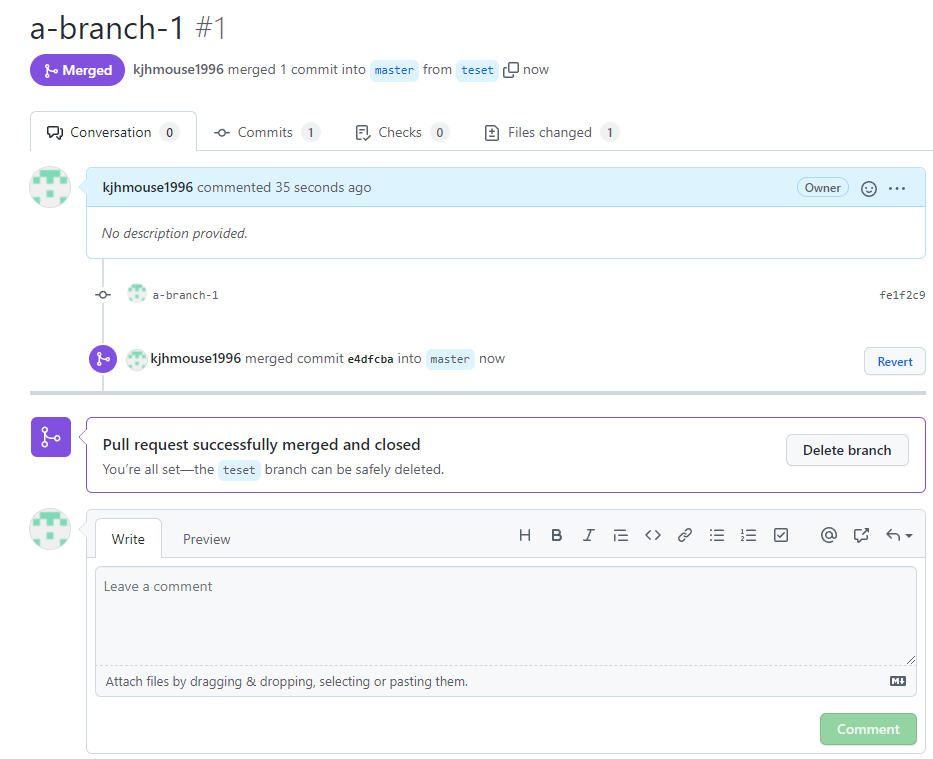 a-branch-1 #1
Merged kjhmouse1996 merged 1 commit into master from teset now
Conversation 0 Commits 1 Checks 0 Files changed 1
kjhmouse1996 commented 35 seconds ago Owner
No description provided.
a-branch-1 fe1f2c9
kjhmouse1996 merged commit e4dfcba into master now Revert
Pull request successfully merged and closed
You're all set—the teset branch can be safely deleted. Delete branch
Write Preview
Leave a comment
Attach files by dragging & dropping, selecting or pasting them.
Comment